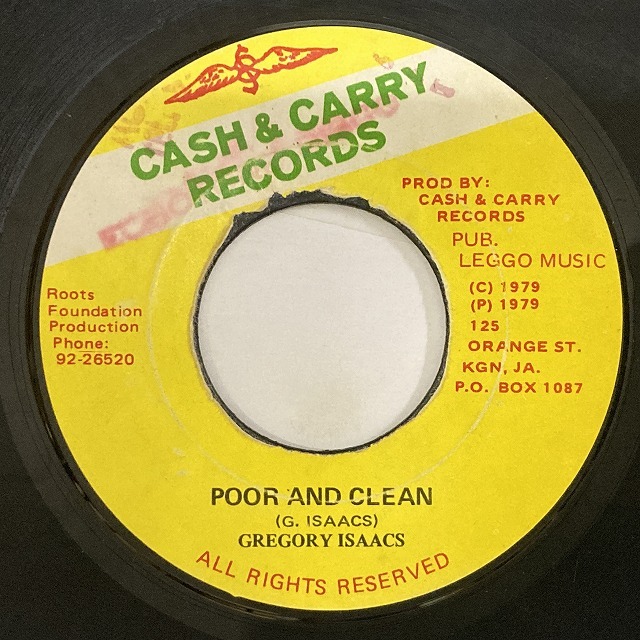 CASH & CARRY
RECORDS
PROD BY:
CASH & CARRY
RECORDS
PUB.
LEGGO MUSIC
(C) 1979
(P) 1979
125
ORANGE ST.
KGN, JA.
P.O. BOX 1087
Roots
Foundation
Production
Phone:
92-26520
POOR AND CLEAN
(G. ISAACS)
GREGORY ISAACS
ALL RIGHTS RESERVED